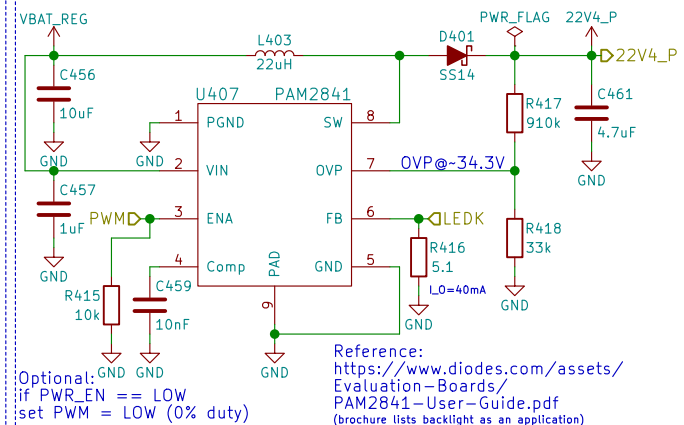 VBAT_REG
PWR_FLAG
22V4_P
L403
22uH
D401
SS14
22V4_P
C456
10uF
GND
U407
PAM2841
R417
910k
C461
4.7uF
GND
1
PGND
SW
8
GND
2
VIN
OVP
7
OVP@~34.3V
C457
1uF
GND
PWM
3
ENA
FB
6
LEDK
R418
33k
GND
R416
5.1
I_O=40mA
GND
4
Comp
PAD
GND
5
9
R415
10k
GND
C459
10nF
GND
GND
Optional:
if PWR_EN == LOW
set PWM = LOW (0% duty)
Reference:
https://www.diodes.com/assets/
Evaluation-Boards/
PAM2841-User-Guide.pdf
(brochure lists backlight as an application)